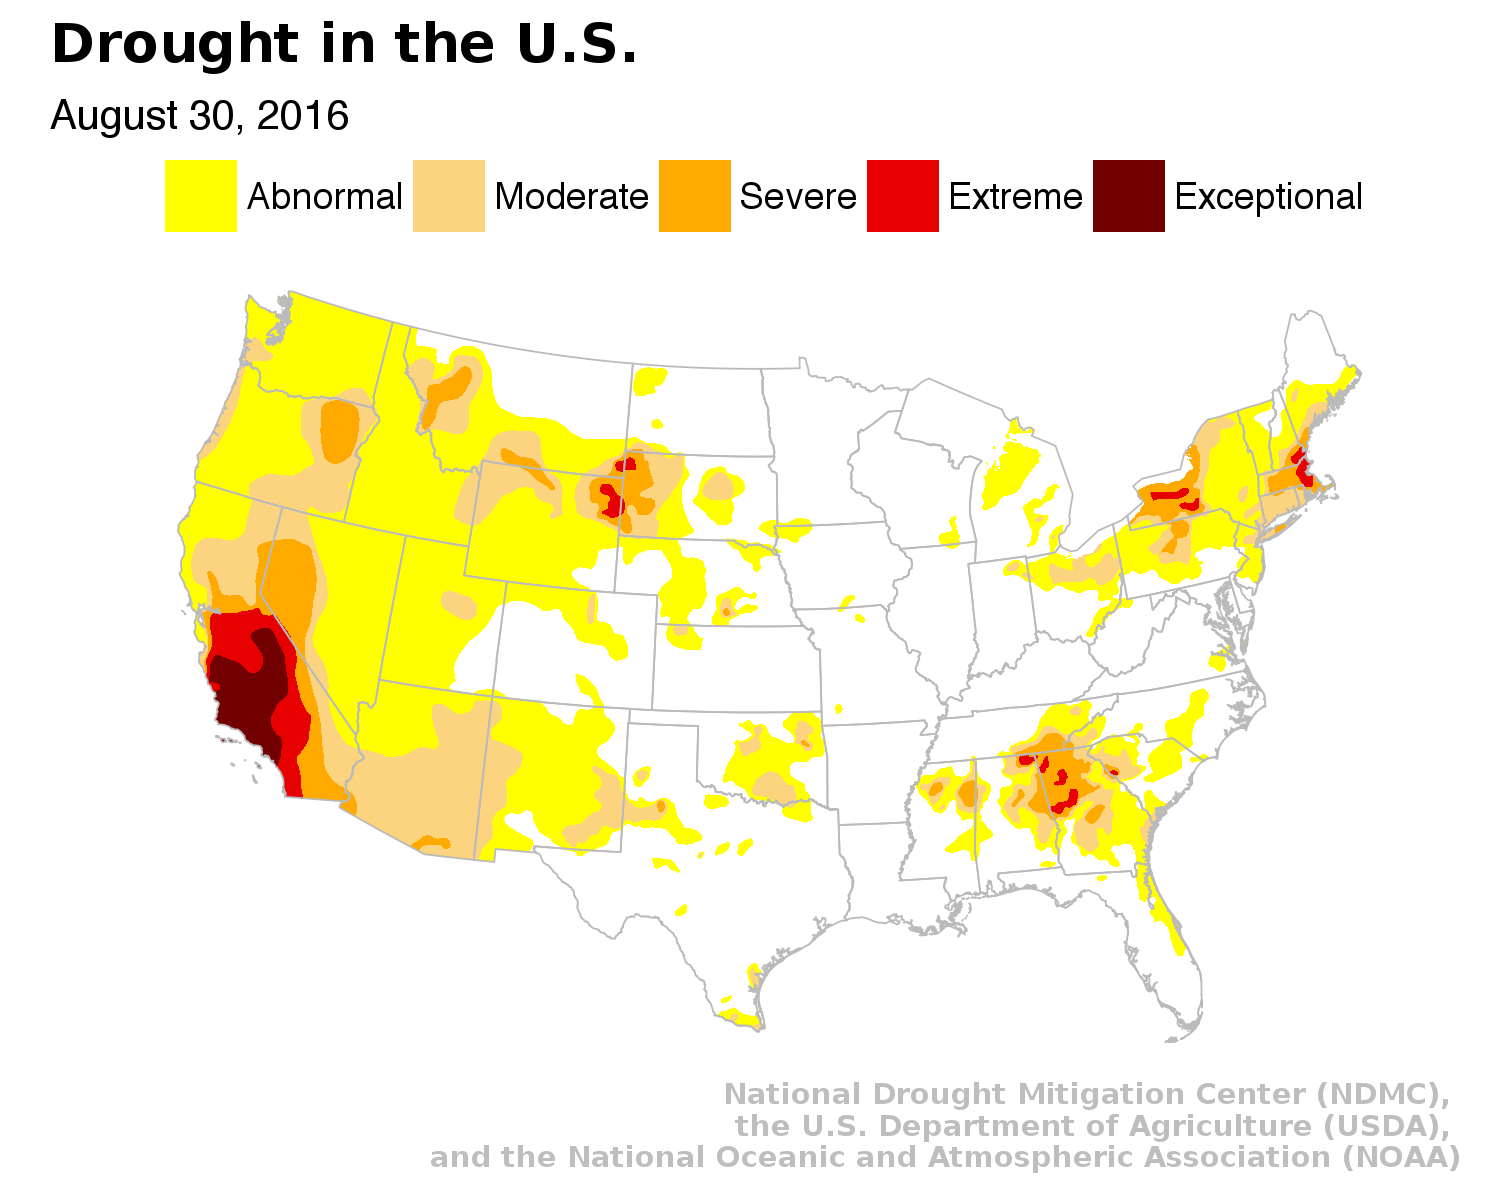 Drought in the U.S.
August 30, 2016
Abnormal Moderate Severe Extreme Exceptional
National Drought Mitigation Center (NDMC),
the U.S. Department of Agriculture (USDA),
and the National Oceanic and Atmospheric Association (NOAA)